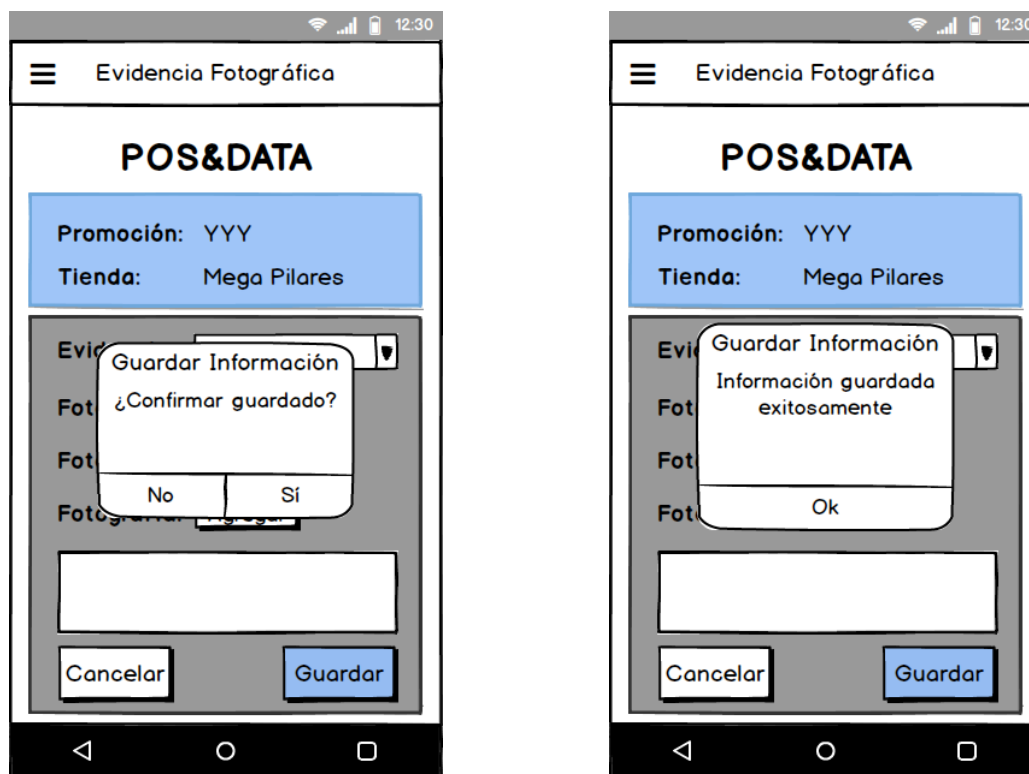 12:30
Evidencia Fotográfica
POS&DATA
Promoción: YYY
Tienda: Mega Pilares
Guardar Información
¿Confirmar guardado?
No Sí
Cancelar Guardar
12:30
Evidencia Fotográfica
POS&DATA
Promoción: YYY
Tienda: Mega Pilares
Guardar Información
Información guardada
exitosamente
Ok
Cancelar Guardar